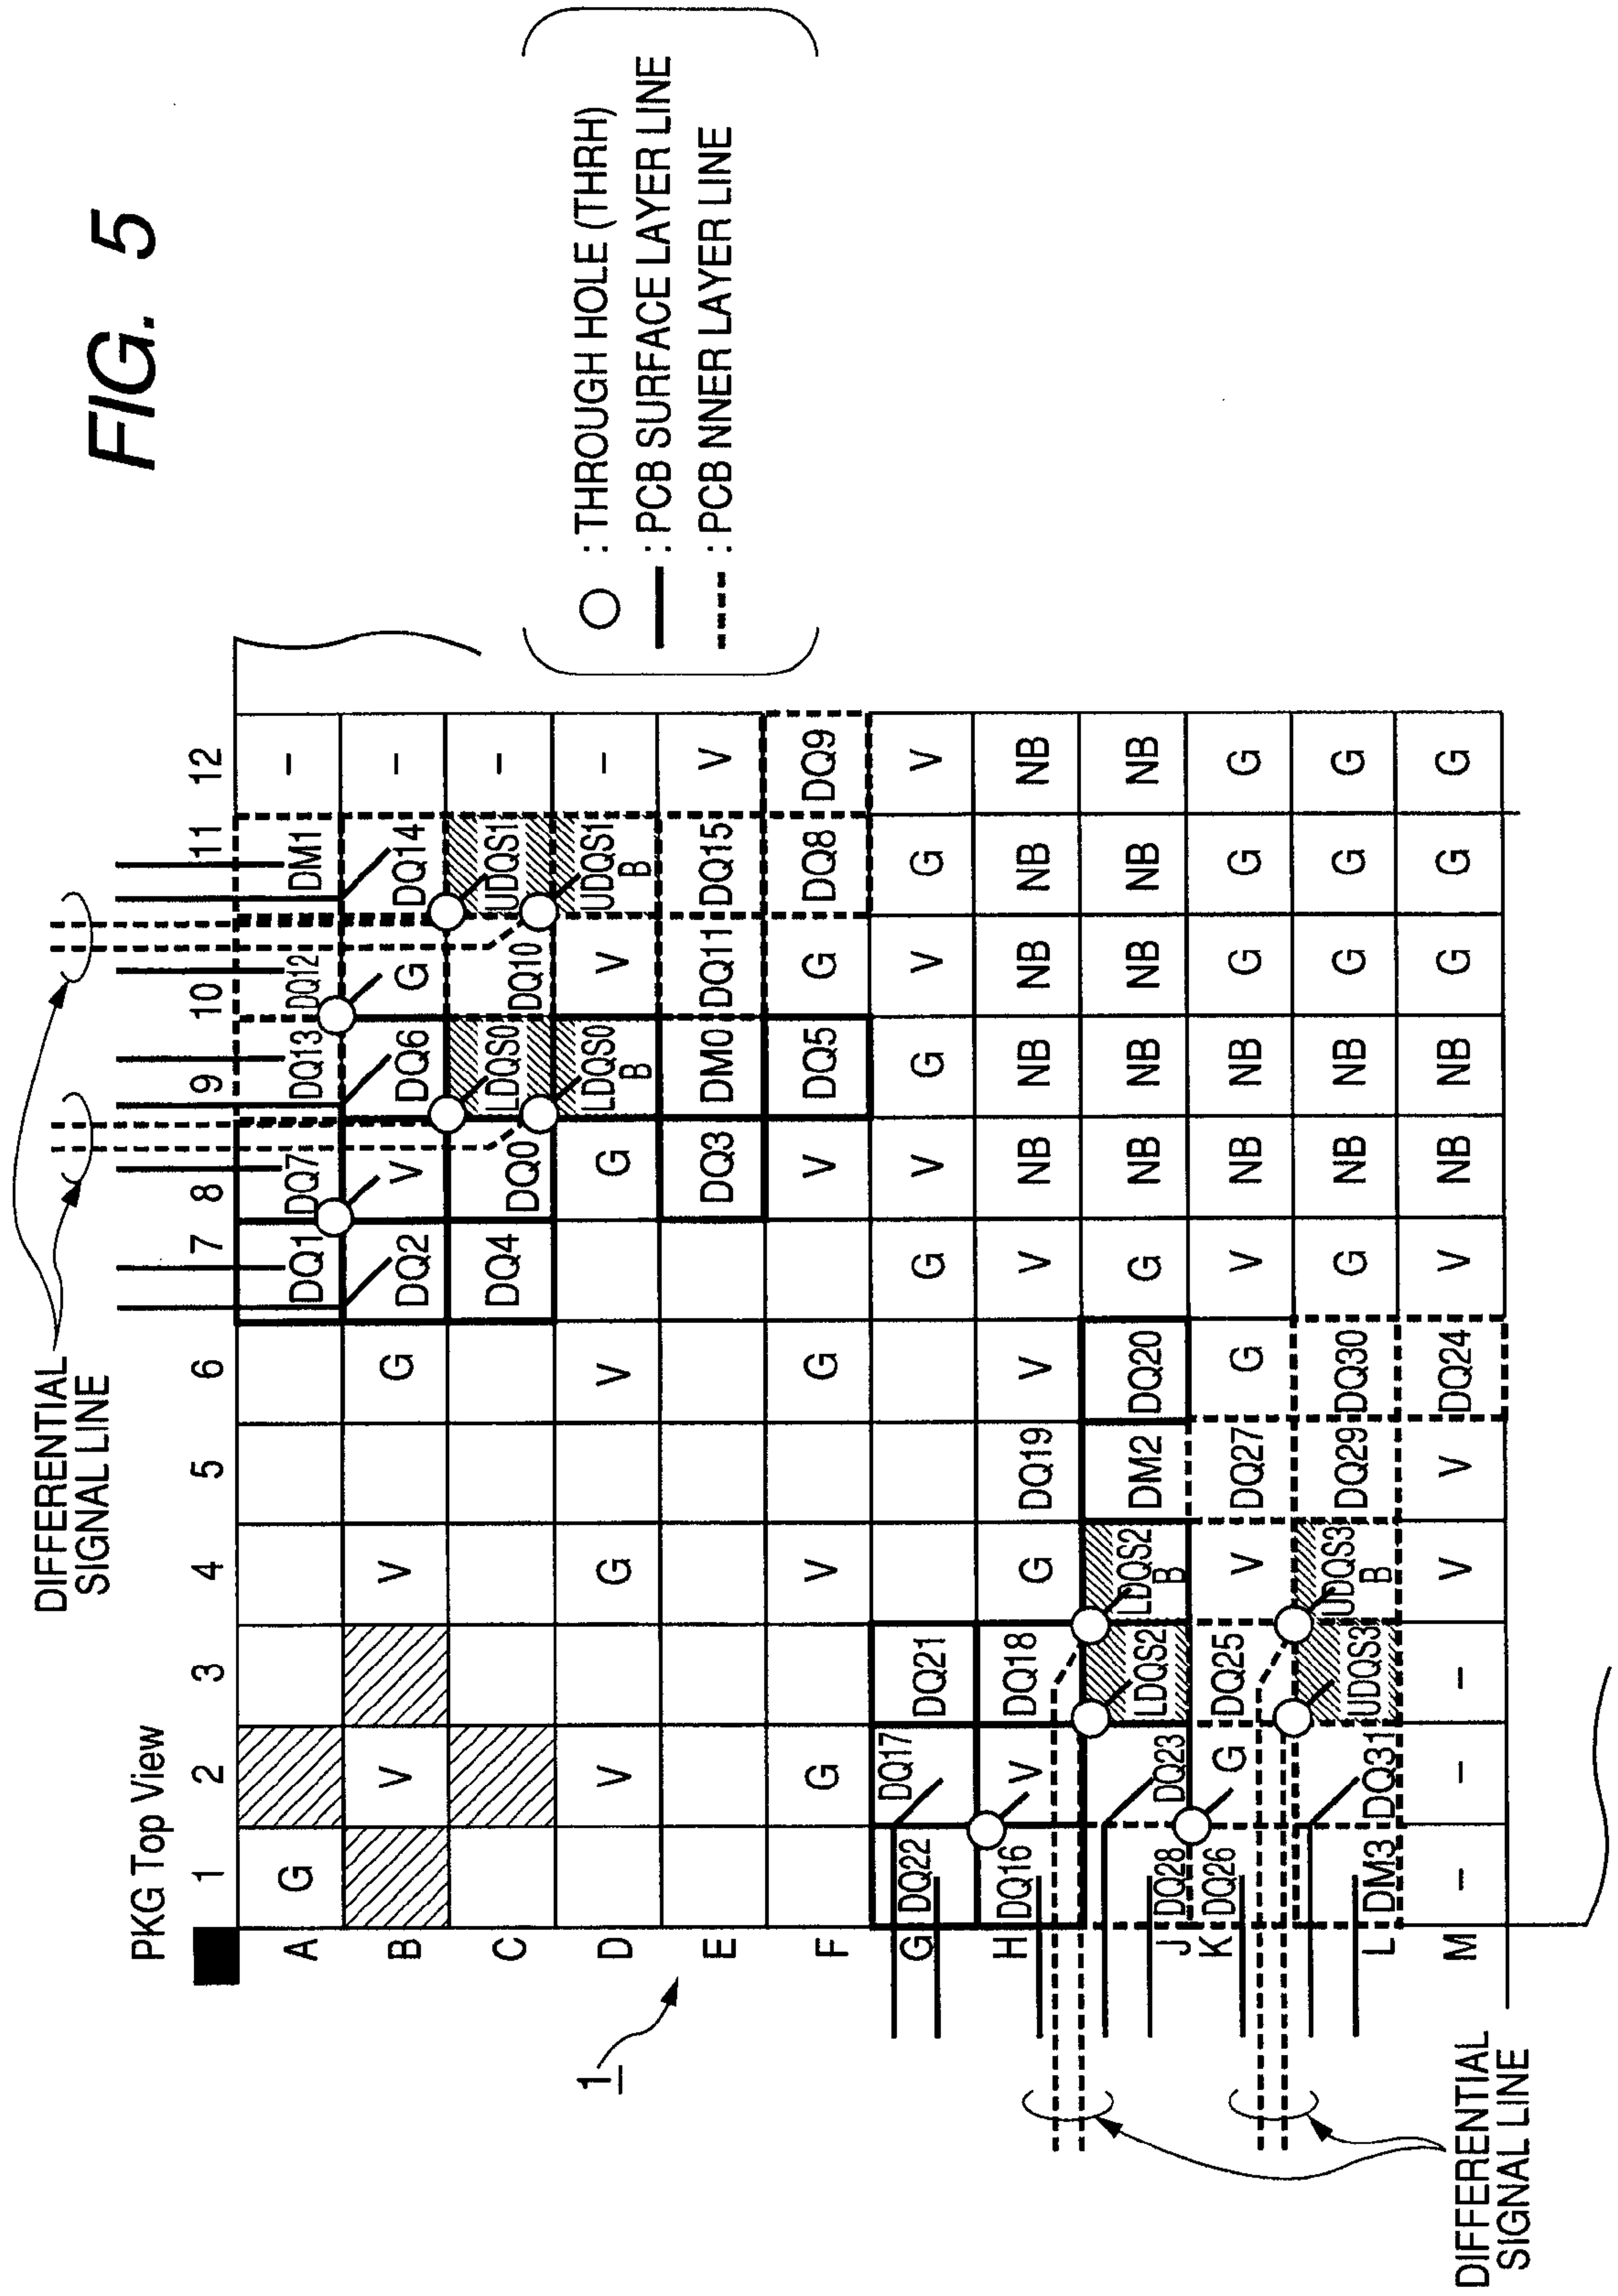 FIG. 5
DIFFERENTIAL
SIGNAL LINE
PKG Top View
1 2 3 4 5 6 7 8 9 10 11 12
A G DQ1 DQ7 DQ13 DQ12 DM1 –
B V V G DQ2 V DQ6 G DQ14 –
C DQ4 DQ0 LDQS0 DQ10 UDQS1 –
D V G V G LDQS0 B V UDQS1 B –
E DQ3 DM0 DQ11 DQ15 V
F G V G V DQ5 G DQ8 DQ9
G DQ22 DQ17 DQ21 G V G V G V
H DQ16 V DQ18 G DQ19 V V NB NB NB NB NB
J DQ28 DQ23 LDQS2 LDQS2 B DM2 DQ20 G NB NB NB NB NB
K DQ26 G DQ25 V DQ27 G V NB NB G G G
L DM3 DQ31 UDQS3 UDQS3 B DQ29 DQ30 G NB NB G G G
M – – – V V DQ24 V NB NB G G G
1
: THROUGH HOLE (THRH)
: PCB SURFACE LAYER LINE
: PCB NNER LAYER LINE
DIFFERENTIAL
SIGNAL LINE